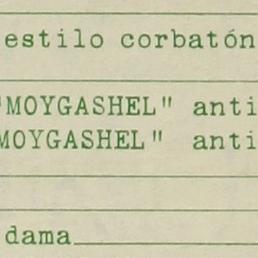 estilo corbatón
"MOYGASHEL" anti
MOYGASHEL" anti
dama